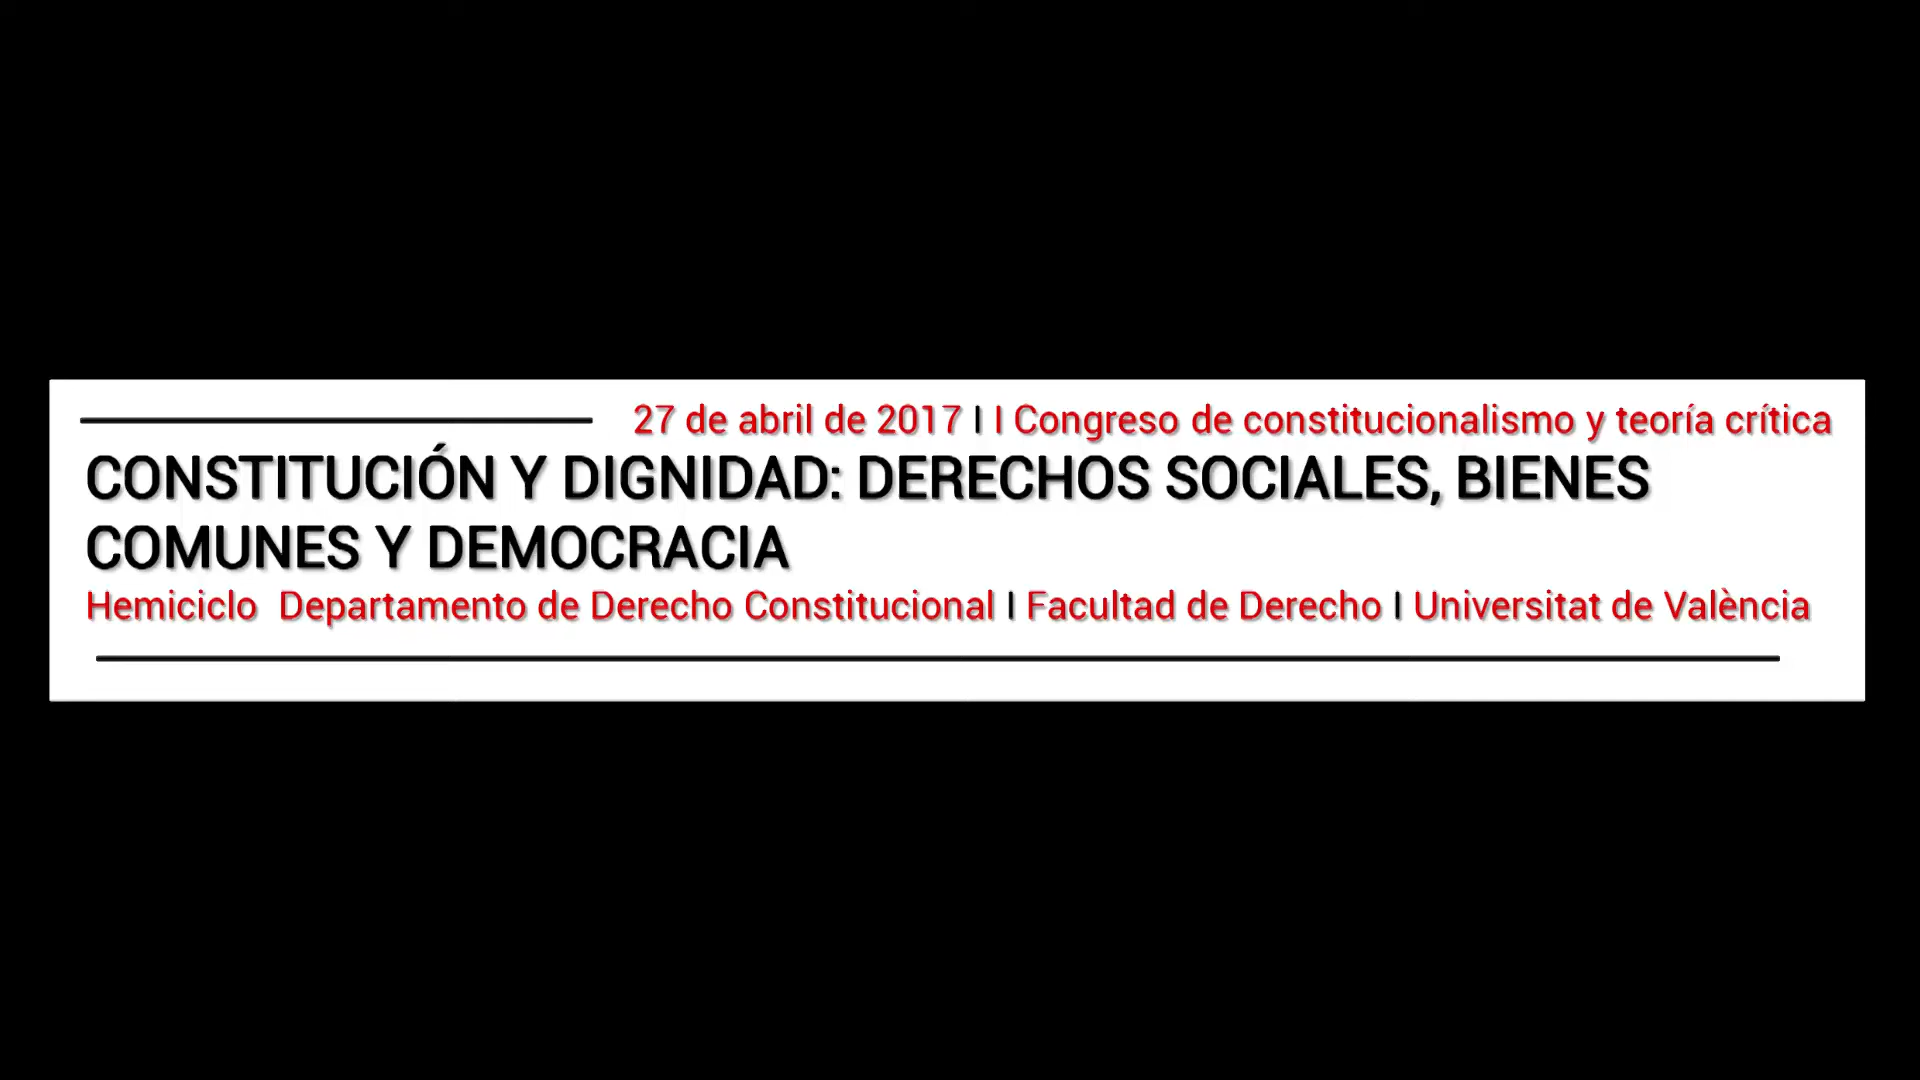 27 de abril de 2017 I I Congreso de constitucionalismo y teoría crítica
CONSTITUCIÓN Y DIGNIDAD: DERECHOS SOCIALES, BIENES
COMUNES Y DEMOCRACIA
Hemiciclo  Departamento de Derecho Constitucional I Facultad de Derecho I Universitat de València